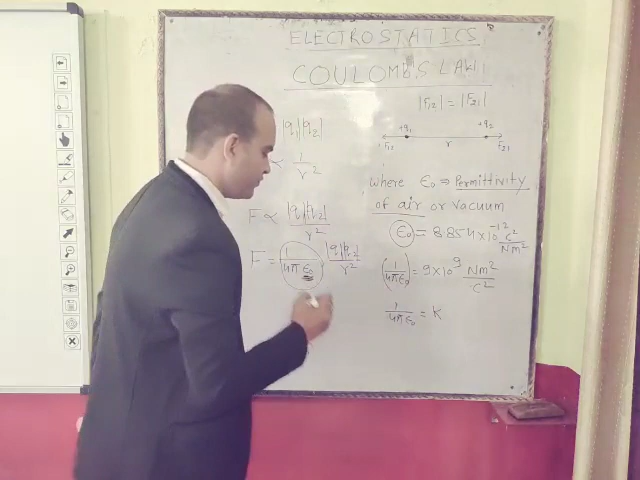 ELECTROSTATICS
COULOMB'S LAW
|F12| = |F21|
|q1||q2|
∝ 1/r²
+q1 +q2
F12 r F21
F ∝ |q1||q2|/r²
F = 1/4πε0 |q1||q2|/r²
where ε0 ⇒ Permittivity
of air or vacuum
ε0 = 8.854×10⁻¹² C²/Nm²
(1/4πε0) = 9×10⁹ Nm²/C²
1/4πε0 = K